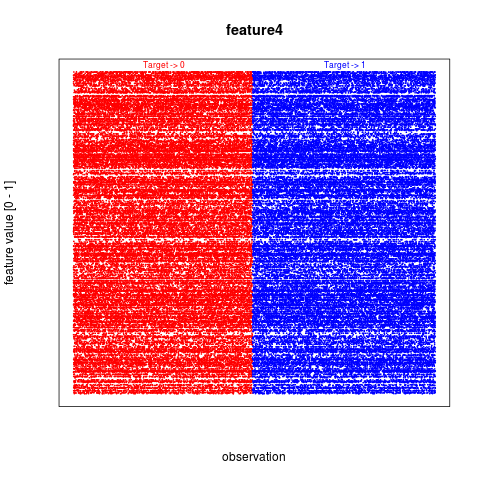 feature4
Target -> 0
Target -> 1
feature value [0 - 1]
observation